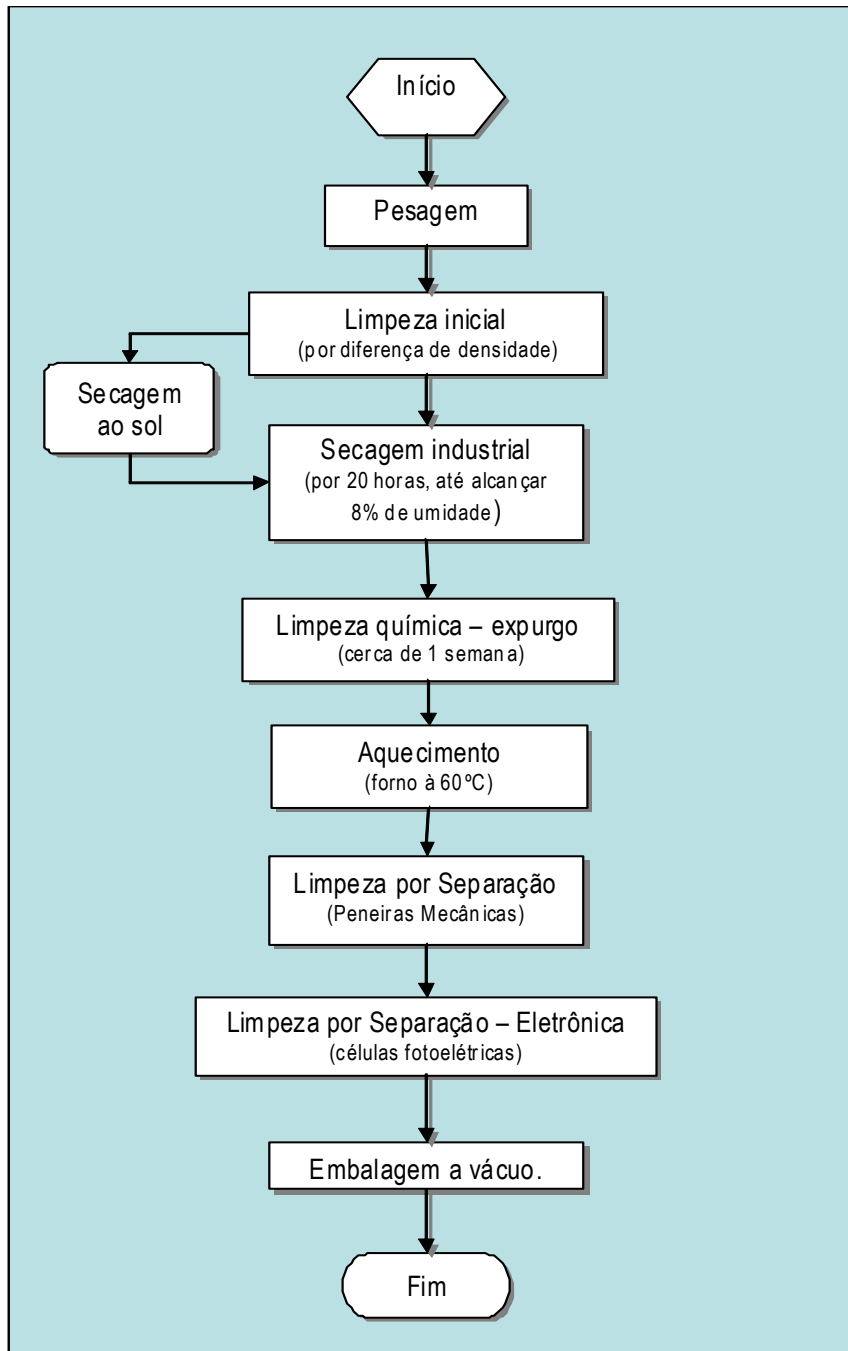 Início
Pesagem
Limpeza inicial
(por diferença de densidade)
Secagem
ao sol
Secagem industrial
(por 20 horas, até alcançar
8% de umidade)
Limpeza química – expurgo
(cerca de 1 semana)
Aquecimento
(forno à 60ºC)
Limpeza por Separação
(Peneiras Mecânicas)
Limpeza por Separação – Eletrônica
(células fotoelétricas)
Embalagem a vácuo.
Fim